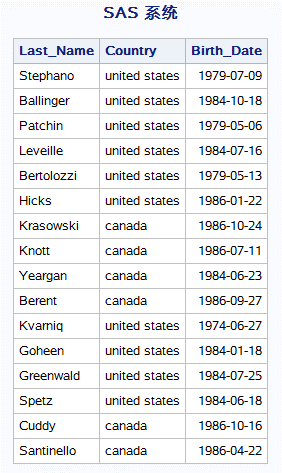 SAS 系统
Last_Name Country Birth_Date
Stephano united states 1979-07-09
Ballinger united states 1984-10-18
Patchin united states 1979-05-06
Leveille united states 1984-07-16
Bertolozzi united states 1979-05-13
Hicks united states 1986-01-22
Krasowski canada 1986-10-24
Knott canada 1986-07-11
Yeargan canada 1984-06-23
Berent canada 1986-09-27
Kvarniq united states 1974-06-27
Goheen united states 1984-01-18
Greenwald united states 1984-07-25
Spetz united states 1984-06-18
Cuddy canada 1986-10-16
Santinello canada 1986-04-22